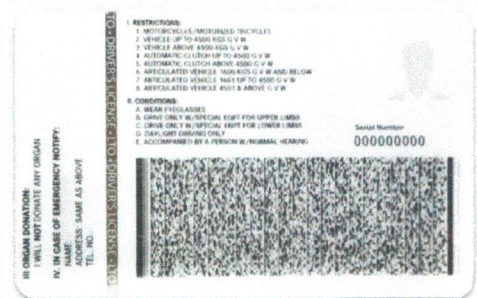 I. RESTRICTIONS:
1. MOTORCYCLES/MOTORIZED TRICYCLES
2. VEHICLE UP TO 4500 KGS G V W
3. VEHICLE ABOVE 4500 KGS G V W
4. AUTOMATIC CLUTCH UP TO 4500 G V W
5. AUTOMATIC CLUTCH ABOVE 4500 G V W
6. ARTICULATED VEHICLE 1600 KGS G V W AND BELOW
7. ARTICULATED VEHICLE 1601 UP TO 4500 G V W
8. ARTICULATED VEHICLE 4501 & ABOVE G V W
II. CONDITIONS:
A. WEAR EYEGLASSES
B. DRIVE ONLY W/SPECIAL EQPT FOR UPPER LIMBS
C. DRIVE ONLY W/SPECIAL EQPT FOR LOWER LIMBS
D. DAYLIGHT DRIVING ONLY
E. ACCOMPANIED BY A PERSON W/NORMAL HEARING
Serial Number
000000000
III ORGAN DONATION:
I WILL NOT DONATE ANY ORGAN
IV. IN CASE OF EMERGENCY NOTIFY:
NAME:
ADDRESS: SAME AS ABOVE
TEL. NO.
LTO • DRIVER'S LICENSE • LTO • DRIVER'S LICENSE • LTO